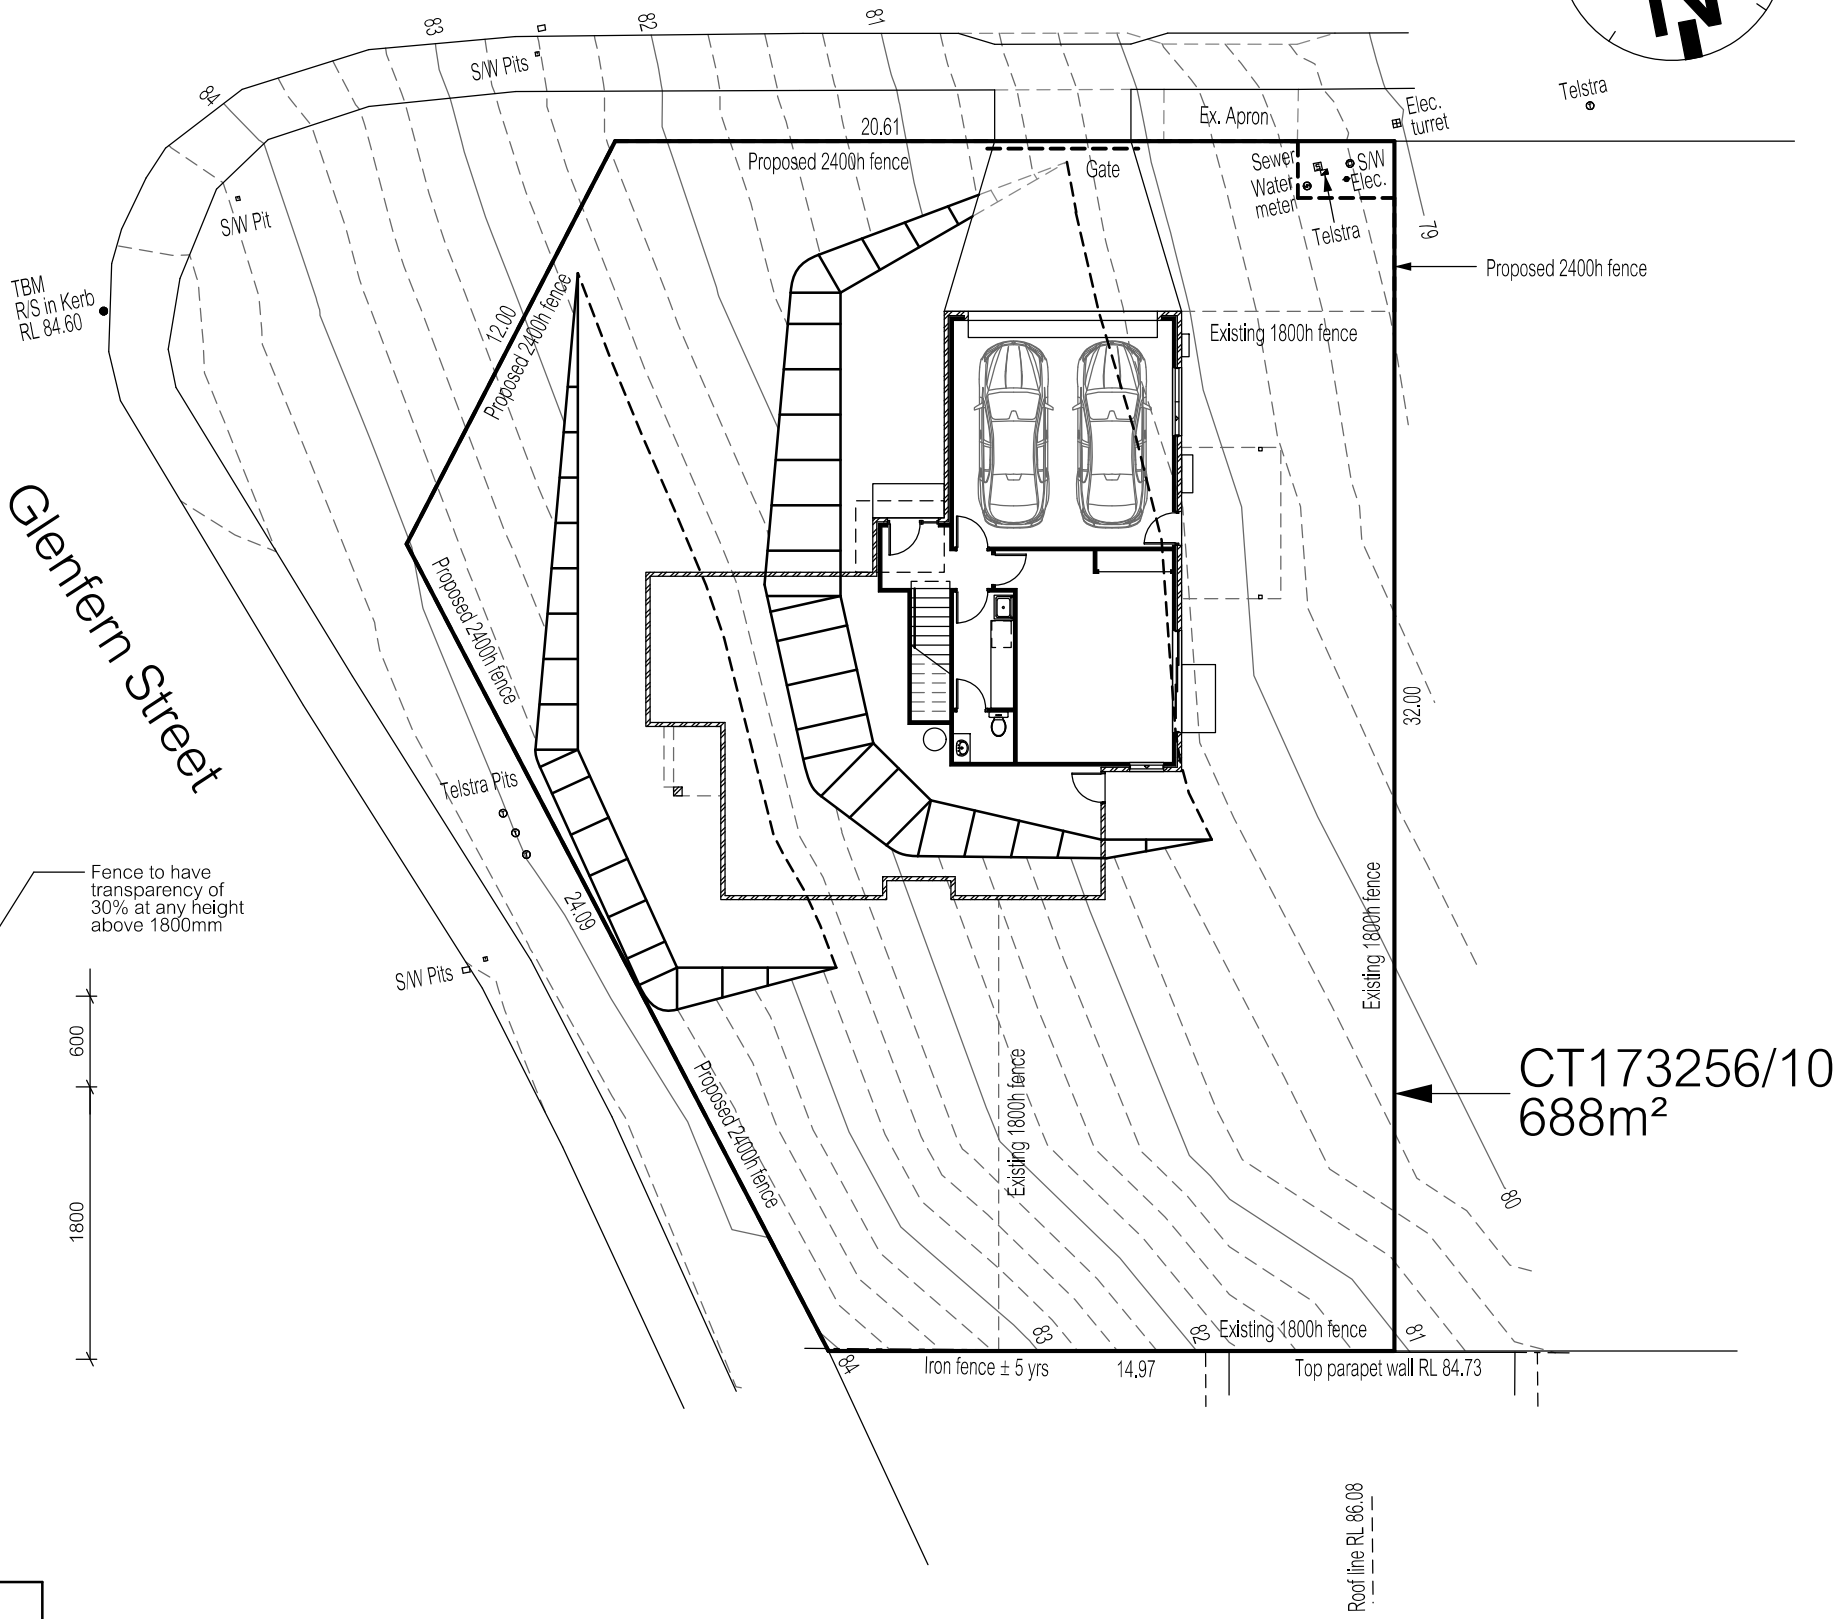 83
82
81
84
S/W Pits
N
Telstra
Elec.
turret
Ex. Apron
20.61
Proposed 2400h fence
Gate
Sewer
Water
meter
S/W
Elec.
Telstra
79
S/W Pit
TBM
R/S in Kerb
RL 84.60
12.00
Proposed 2400h fence
Proposed 2400h fence
Existing 1800h fence
Glenfern Street
Proposed 2400h fence
32.00
Telstra Pits
Fence to have
transparency of
30% at any height
above 1800mm
24.09
S/W Pits
Existing 1800h fence
600
1800
Proposed 2400h fence
Existing 1800h fence
CT173256/10
688m²
80
84
83
82
Existing 1800h fence
81
Iron fence ± 5 yrs
14.97
Top parapet wall RL 84.73
Roof line RL 86.08